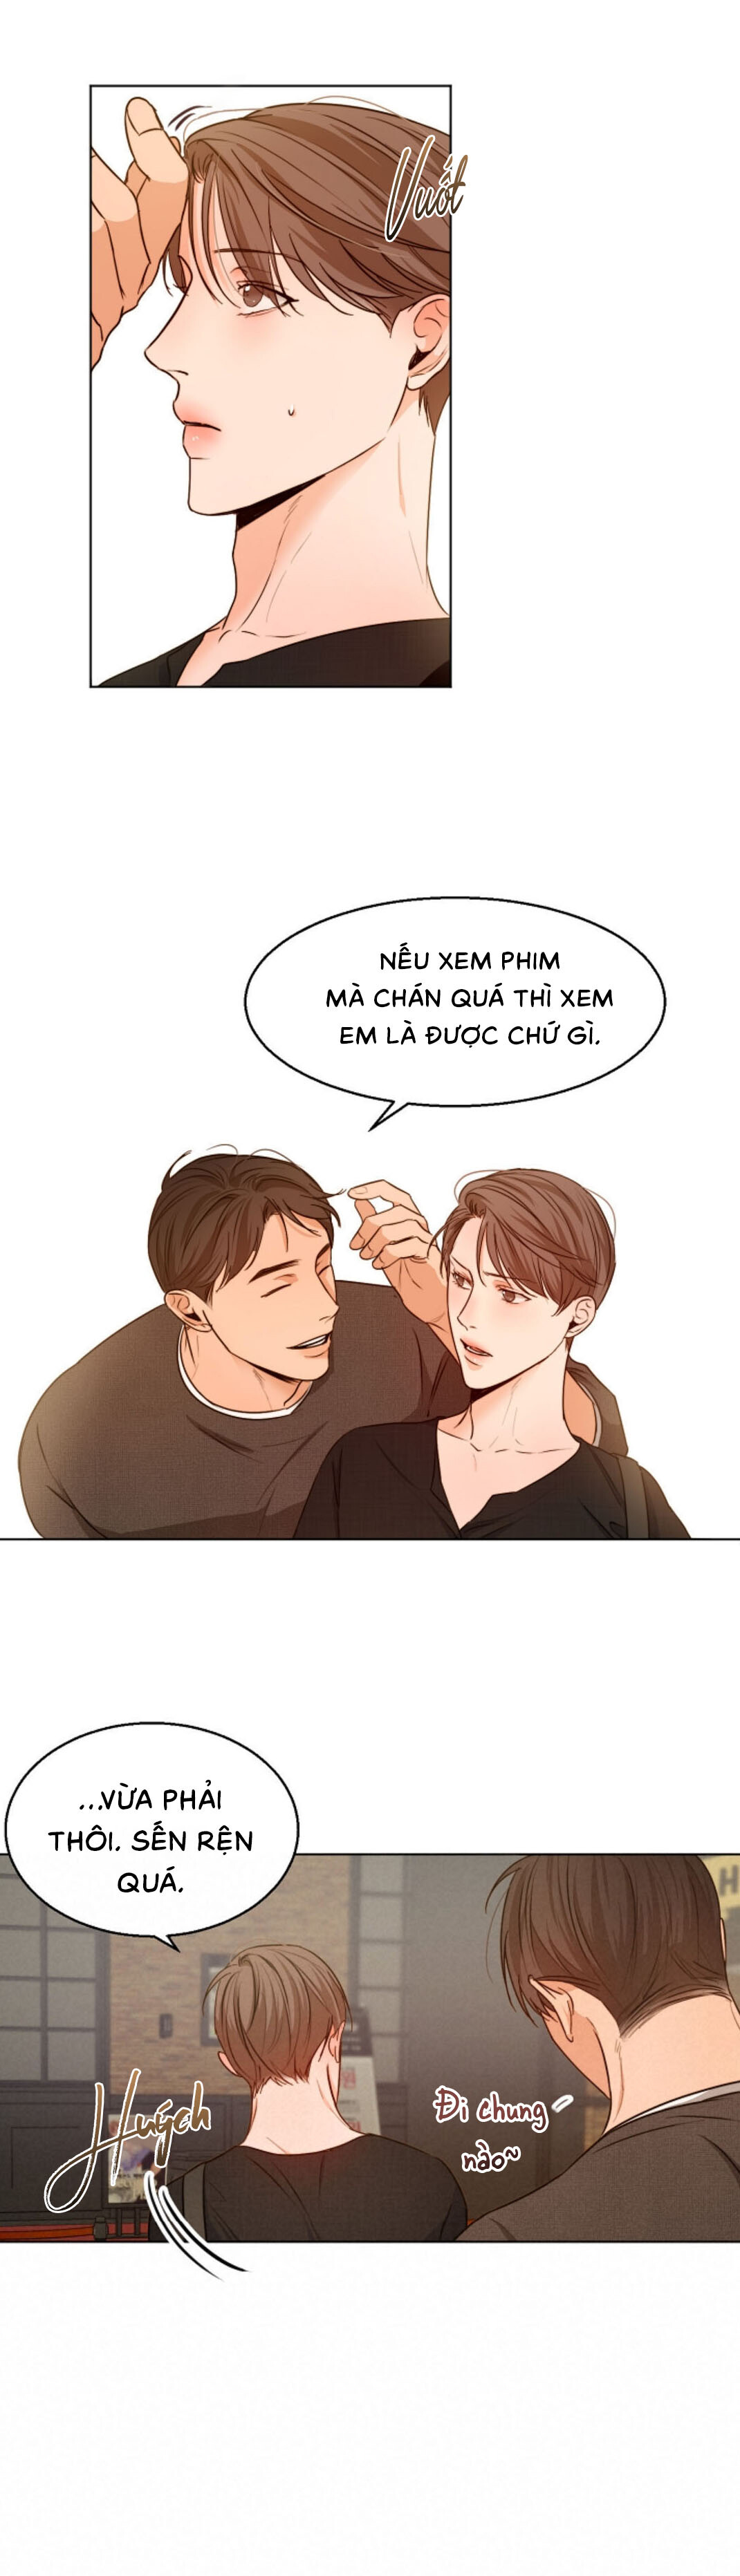 Vuốt
NẾU XEM PHIM
MÀ CHÁN QUÁ THÌ XEM
EM LÀ ĐƯỢC CHỨ GÌ.
...VỪA PHẢI
THÔI. SẾN RỆN
QUÁ.
Huých
Đi chung
nào~